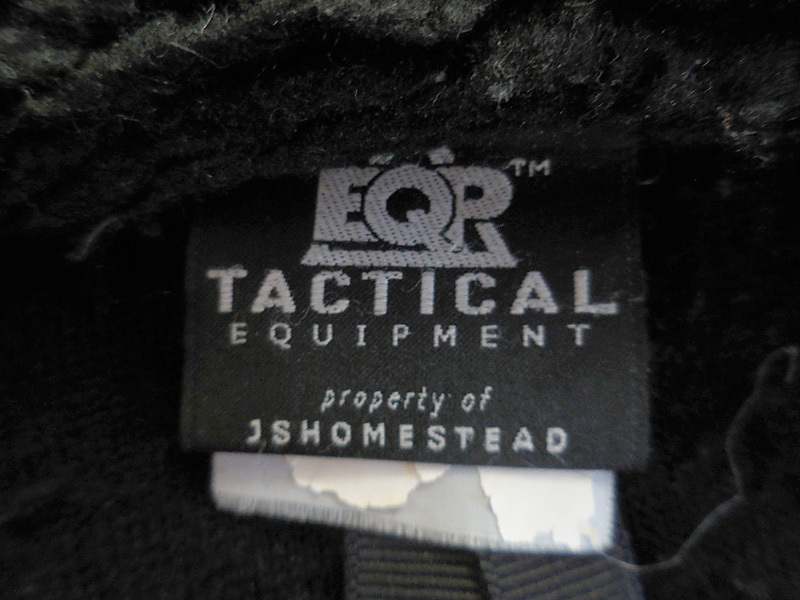 EQR™
TACTICAL
EQUIPMENT
property of
JSHOMESTEAD